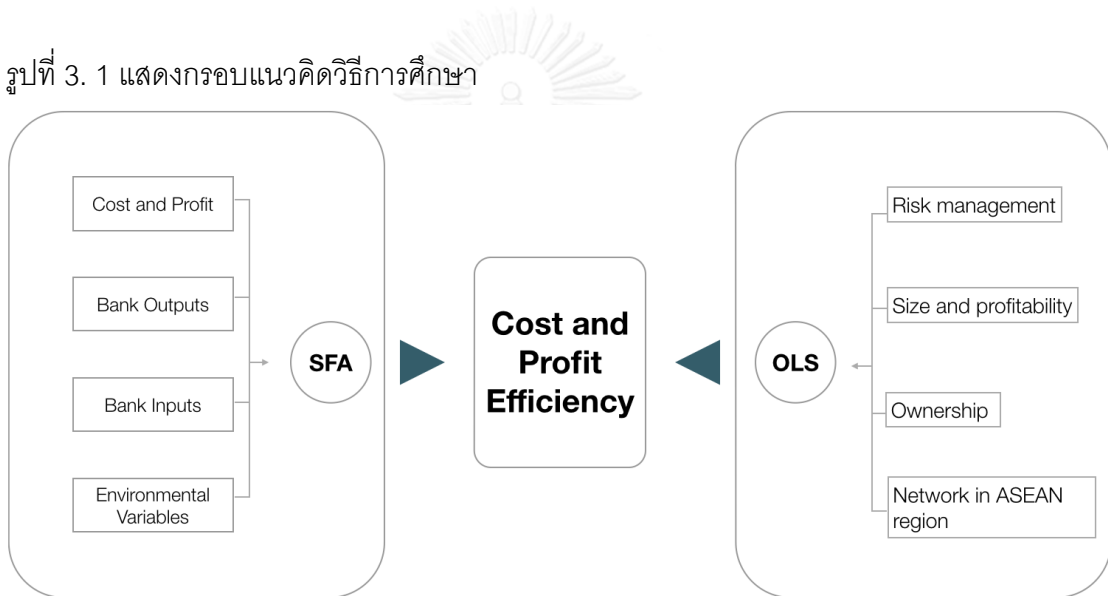 รูปที่ 3. 1 แสดงกรอบแนวคิดวิธีการศึกษา
Cost and Profit
Bank Outputs
Bank Inputs
Environmental
Variables
SFA
Cost and
Profit
Efficiency
OLS
Risk management
Size and profitability
Ownership
Network in ASEAN
region